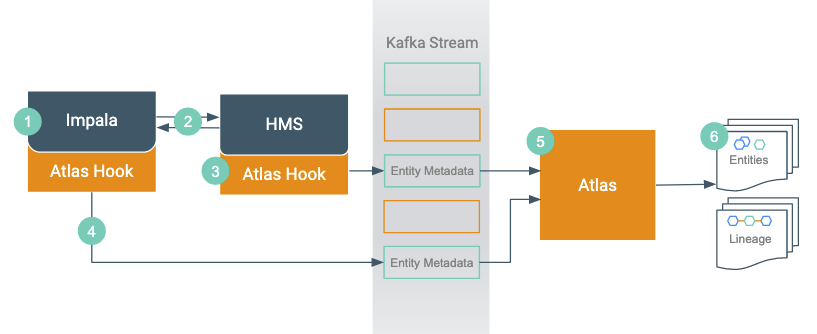 Kafka Stream
1
Impala
2
HMS
Atlas Hook
3
Atlas Hook
Entity Metadata
4
Entity Metadata
5
Atlas
6
Entities
Lineage